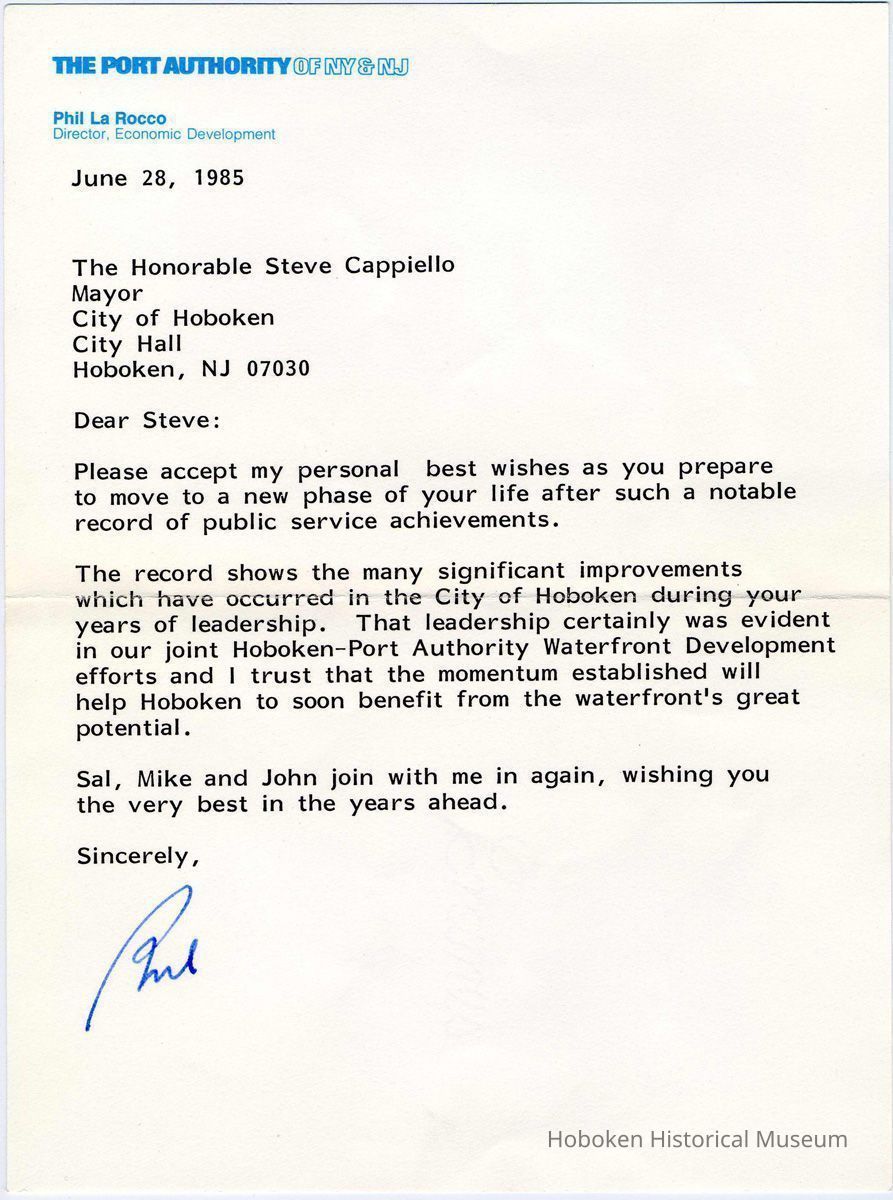 THE PORT AUTHORITY OF NY & NJ
Phil La Rocco
Director, Economic Development
June 28, 1985
The Honorable Steve Cappiello
Mayor
City of Hoboken
City Hall
Hoboken, NJ 07030
Dear Steve:
Please accept my personal  best wishes as you prepare
to move to a new phase of your life after such a notable
record of public service achievements.
The record shows the many significant improvements
which have occurred in the City of Hoboken during your
years of leadership.  That leadership certainly was evident
in our joint Hoboken-Port Authority Waterfront Development
efforts and I trust that the momentum established will
help Hoboken to soon benefit from the waterfront's great
potential.
Sal, Mike and John join with me in again, wishing you
the very best in the years ahead.
Sincerely,
Phil
Hoboken Historical Museum